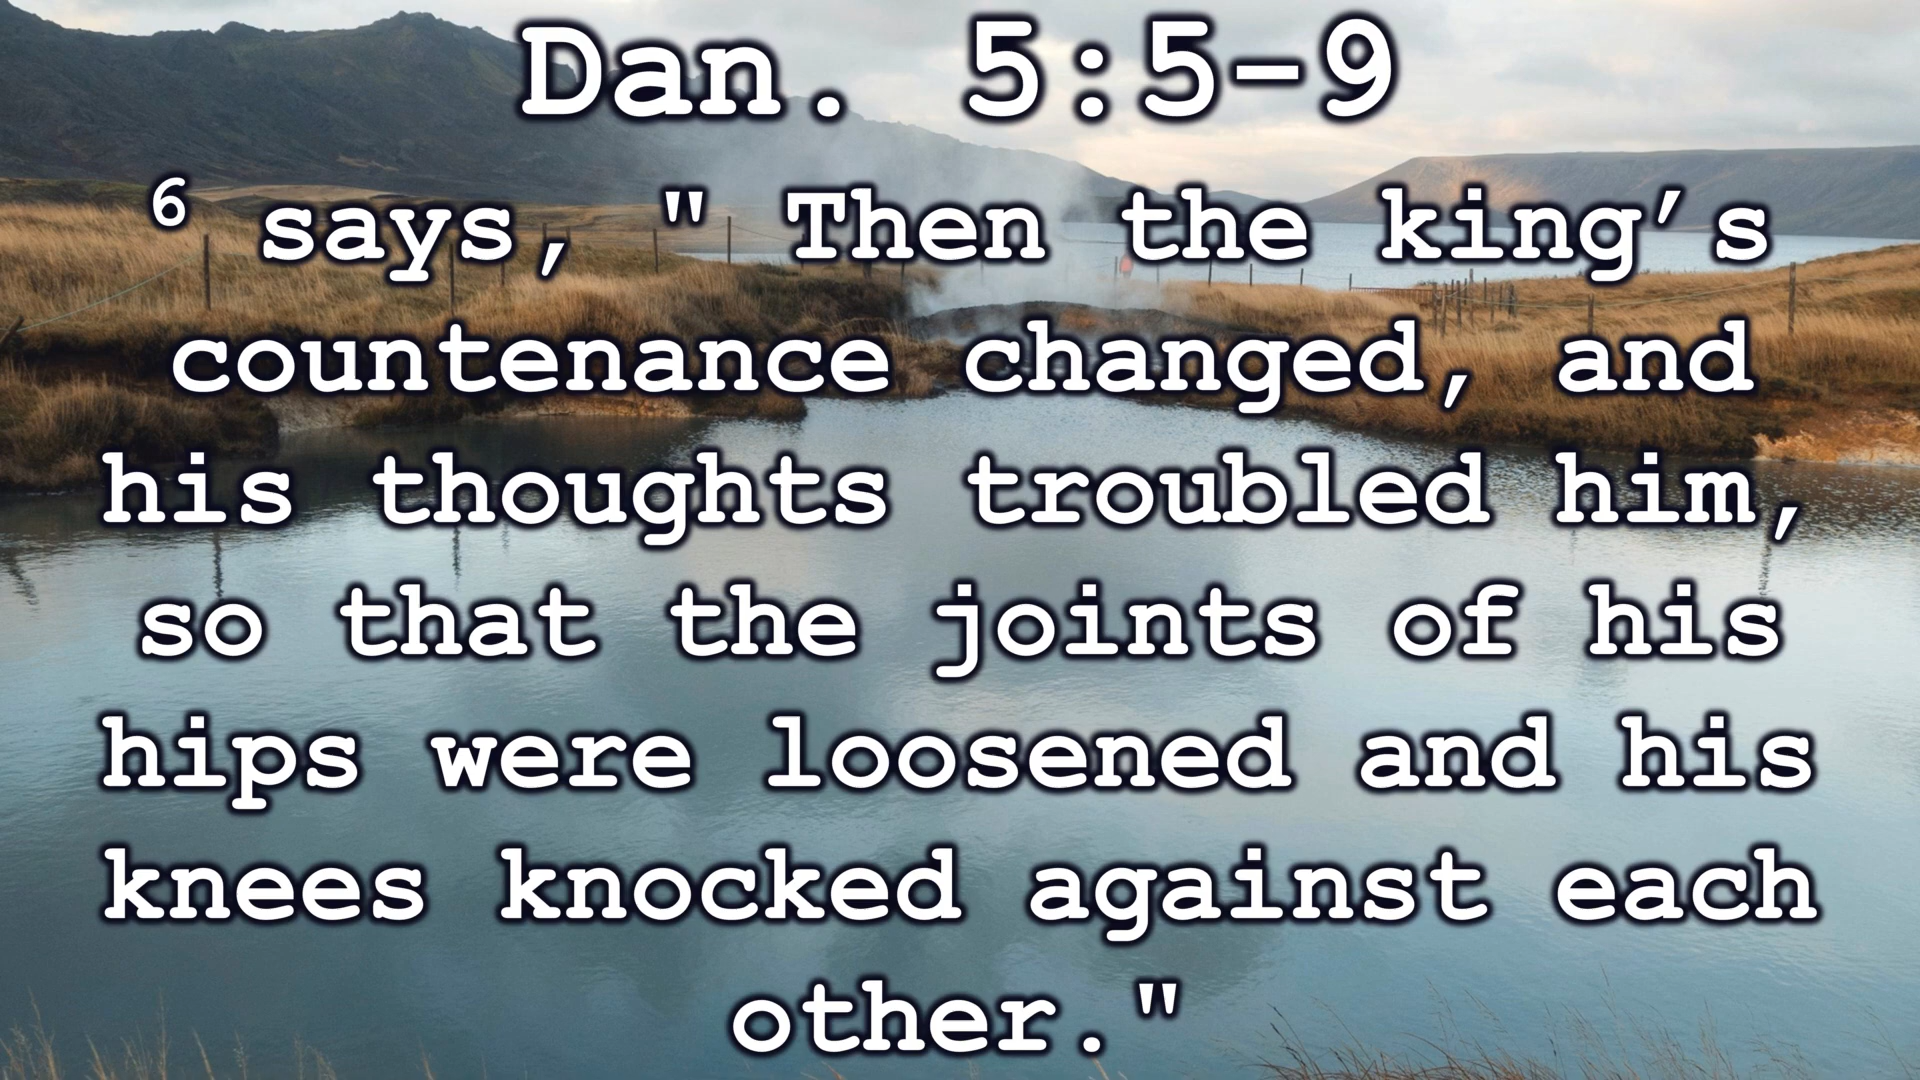 Dan. 5:5-9
⁶ says, " Then the king’s
countenance changed, and
his thoughts troubled him,
so that the joints of his
hips were loosened and his
knees knocked against each
other."